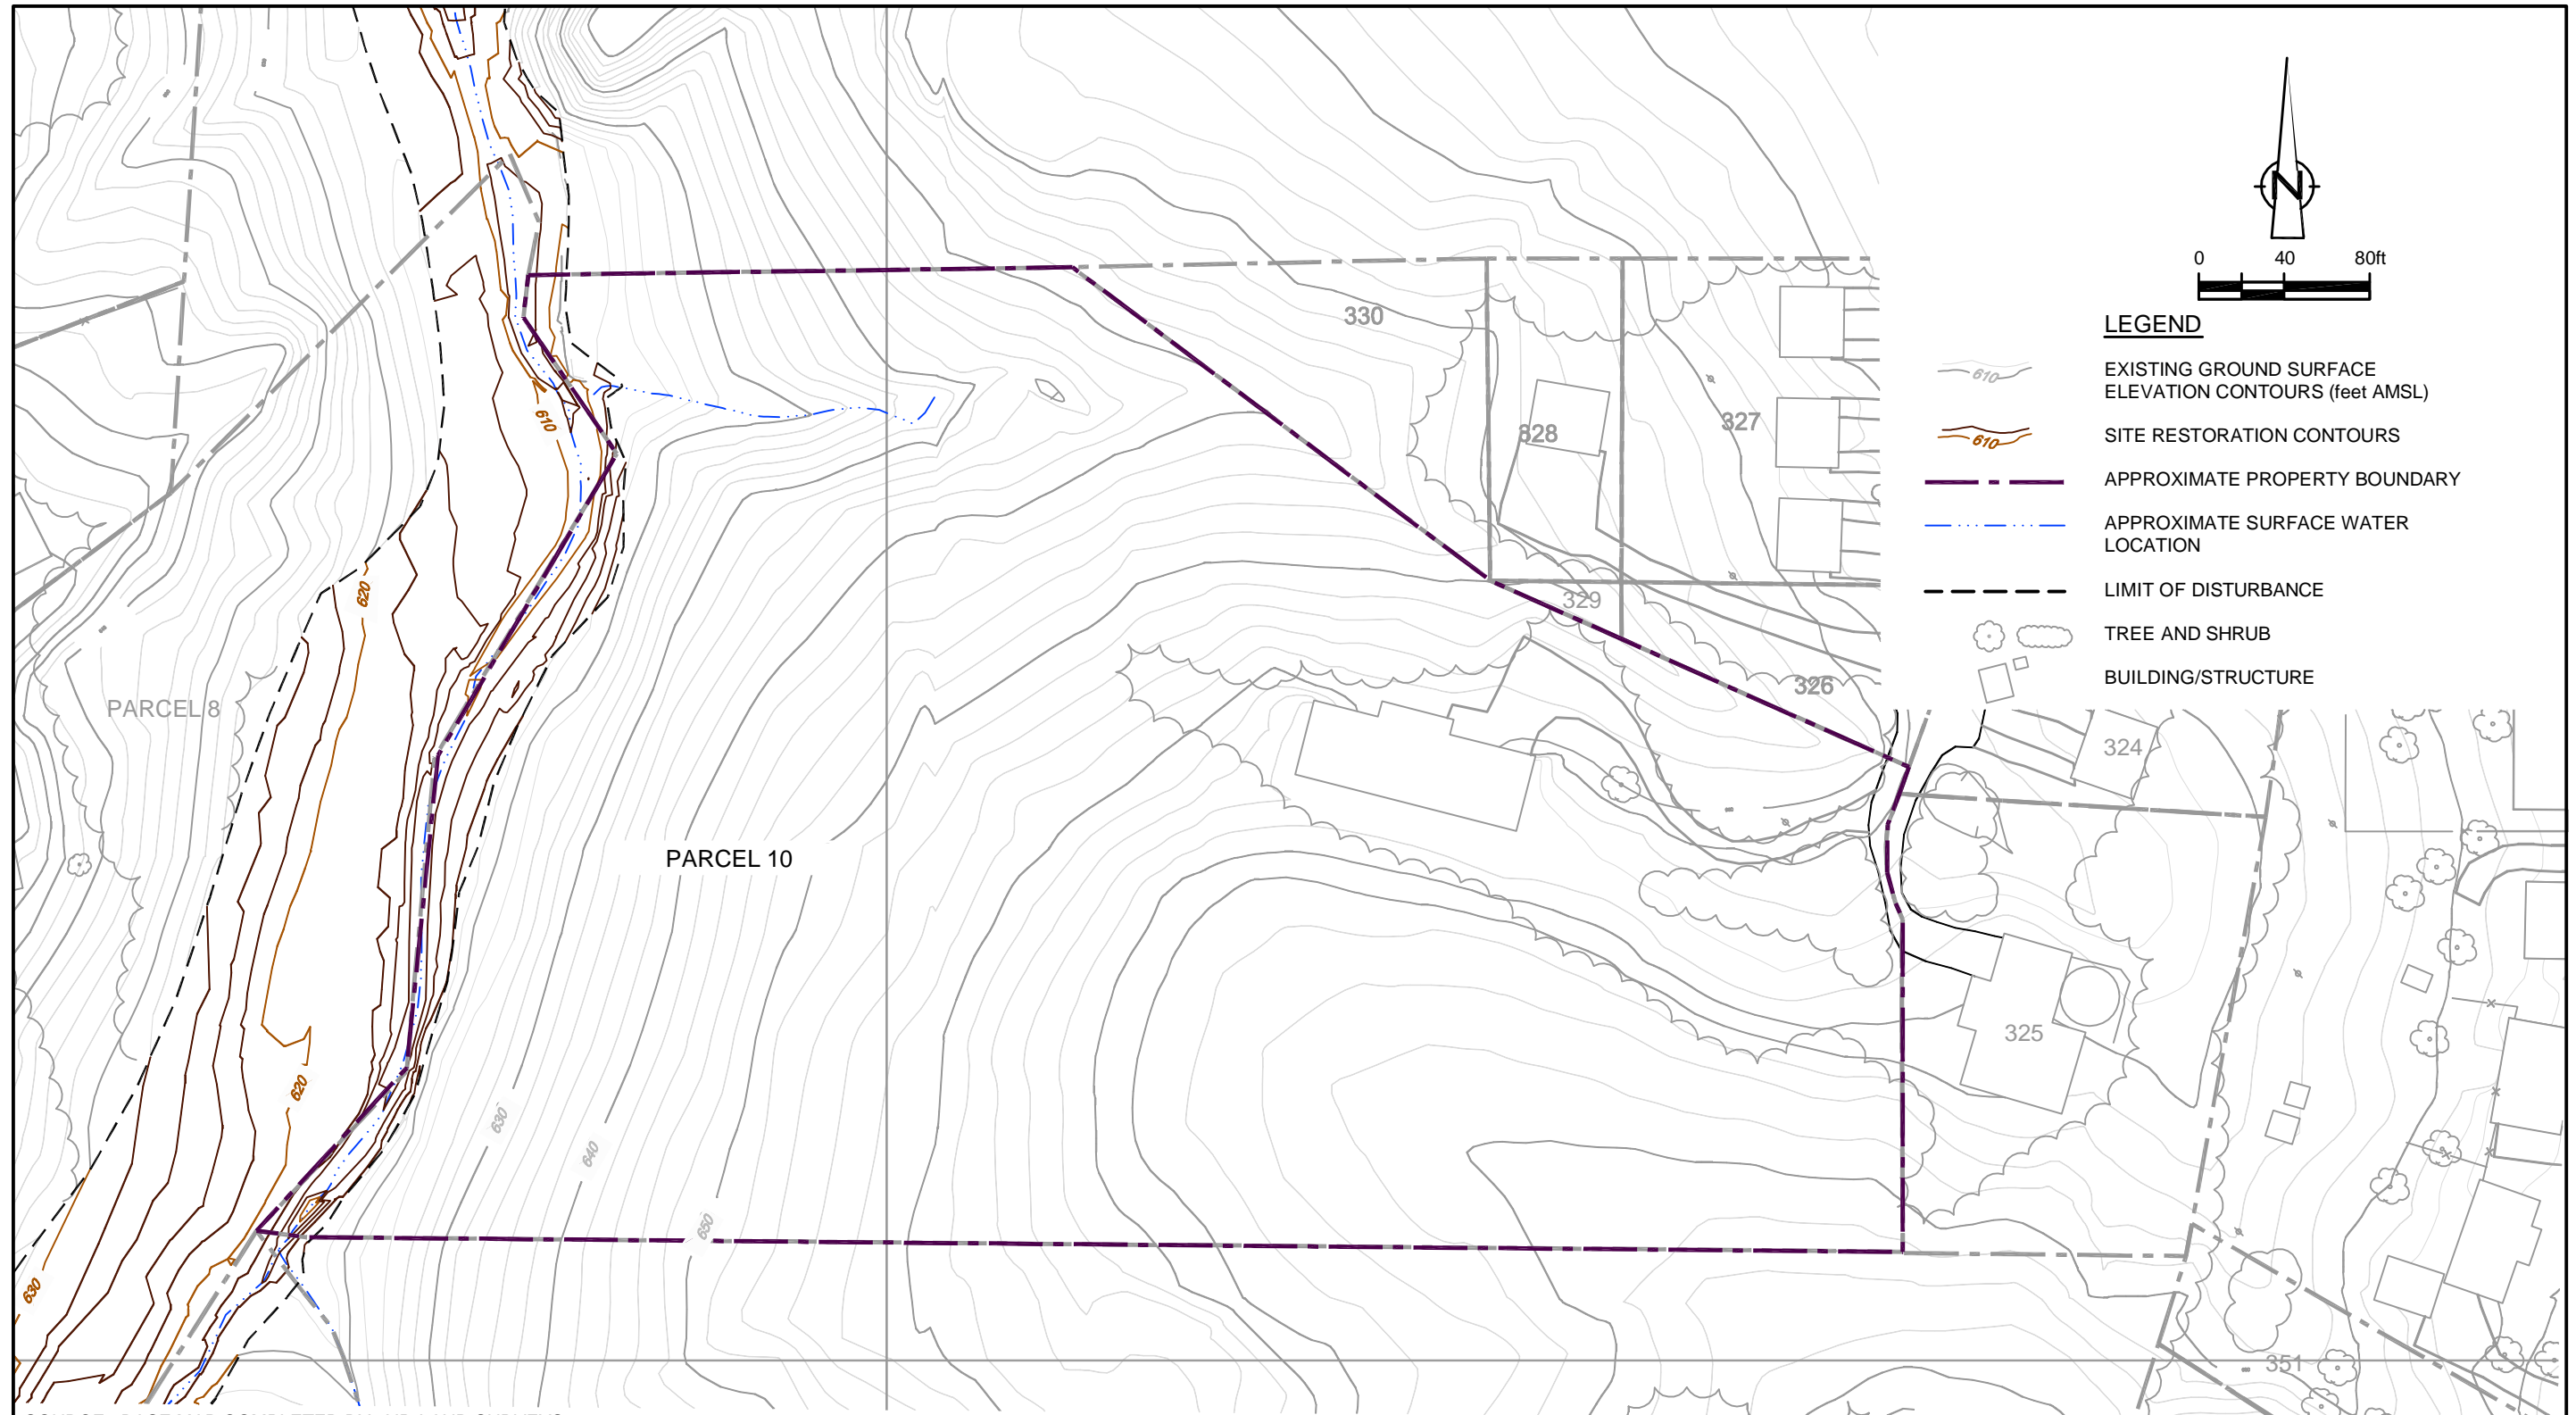 N
0 40 80ft
LEGEND
610
EXISTING GROUND SURFACE
ELEVATION CONTOURS (feet AMSL)
610
SITE RESTORATION CONTOURS
APPROXIMATE PROPERTY BOUNDARY
APPROXIMATE SURFACE WATER
LOCATION
LIMIT OF DISTURBANCE
TREE AND SHRUB
BUILDING/STRUCTURE
330
327
328
610
329
620
326
PARCEL 8
324
PARCEL 10
325
620
630
640
650
630
351